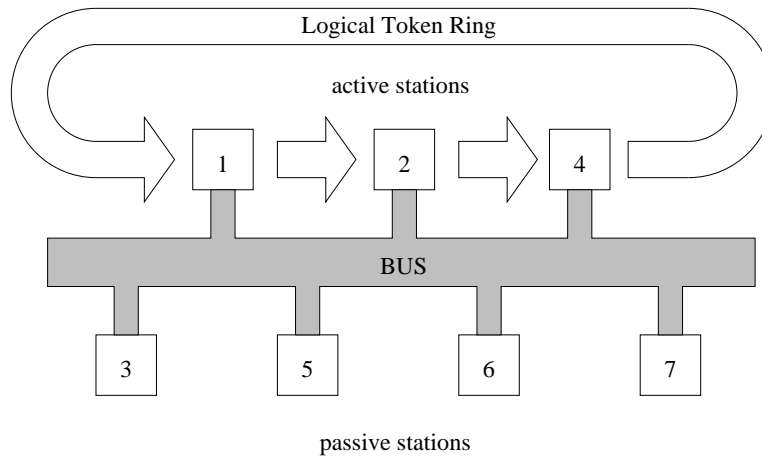 Logical Token Ring
active stations
1 2 4
BUS
3 5 6 7
passive stations